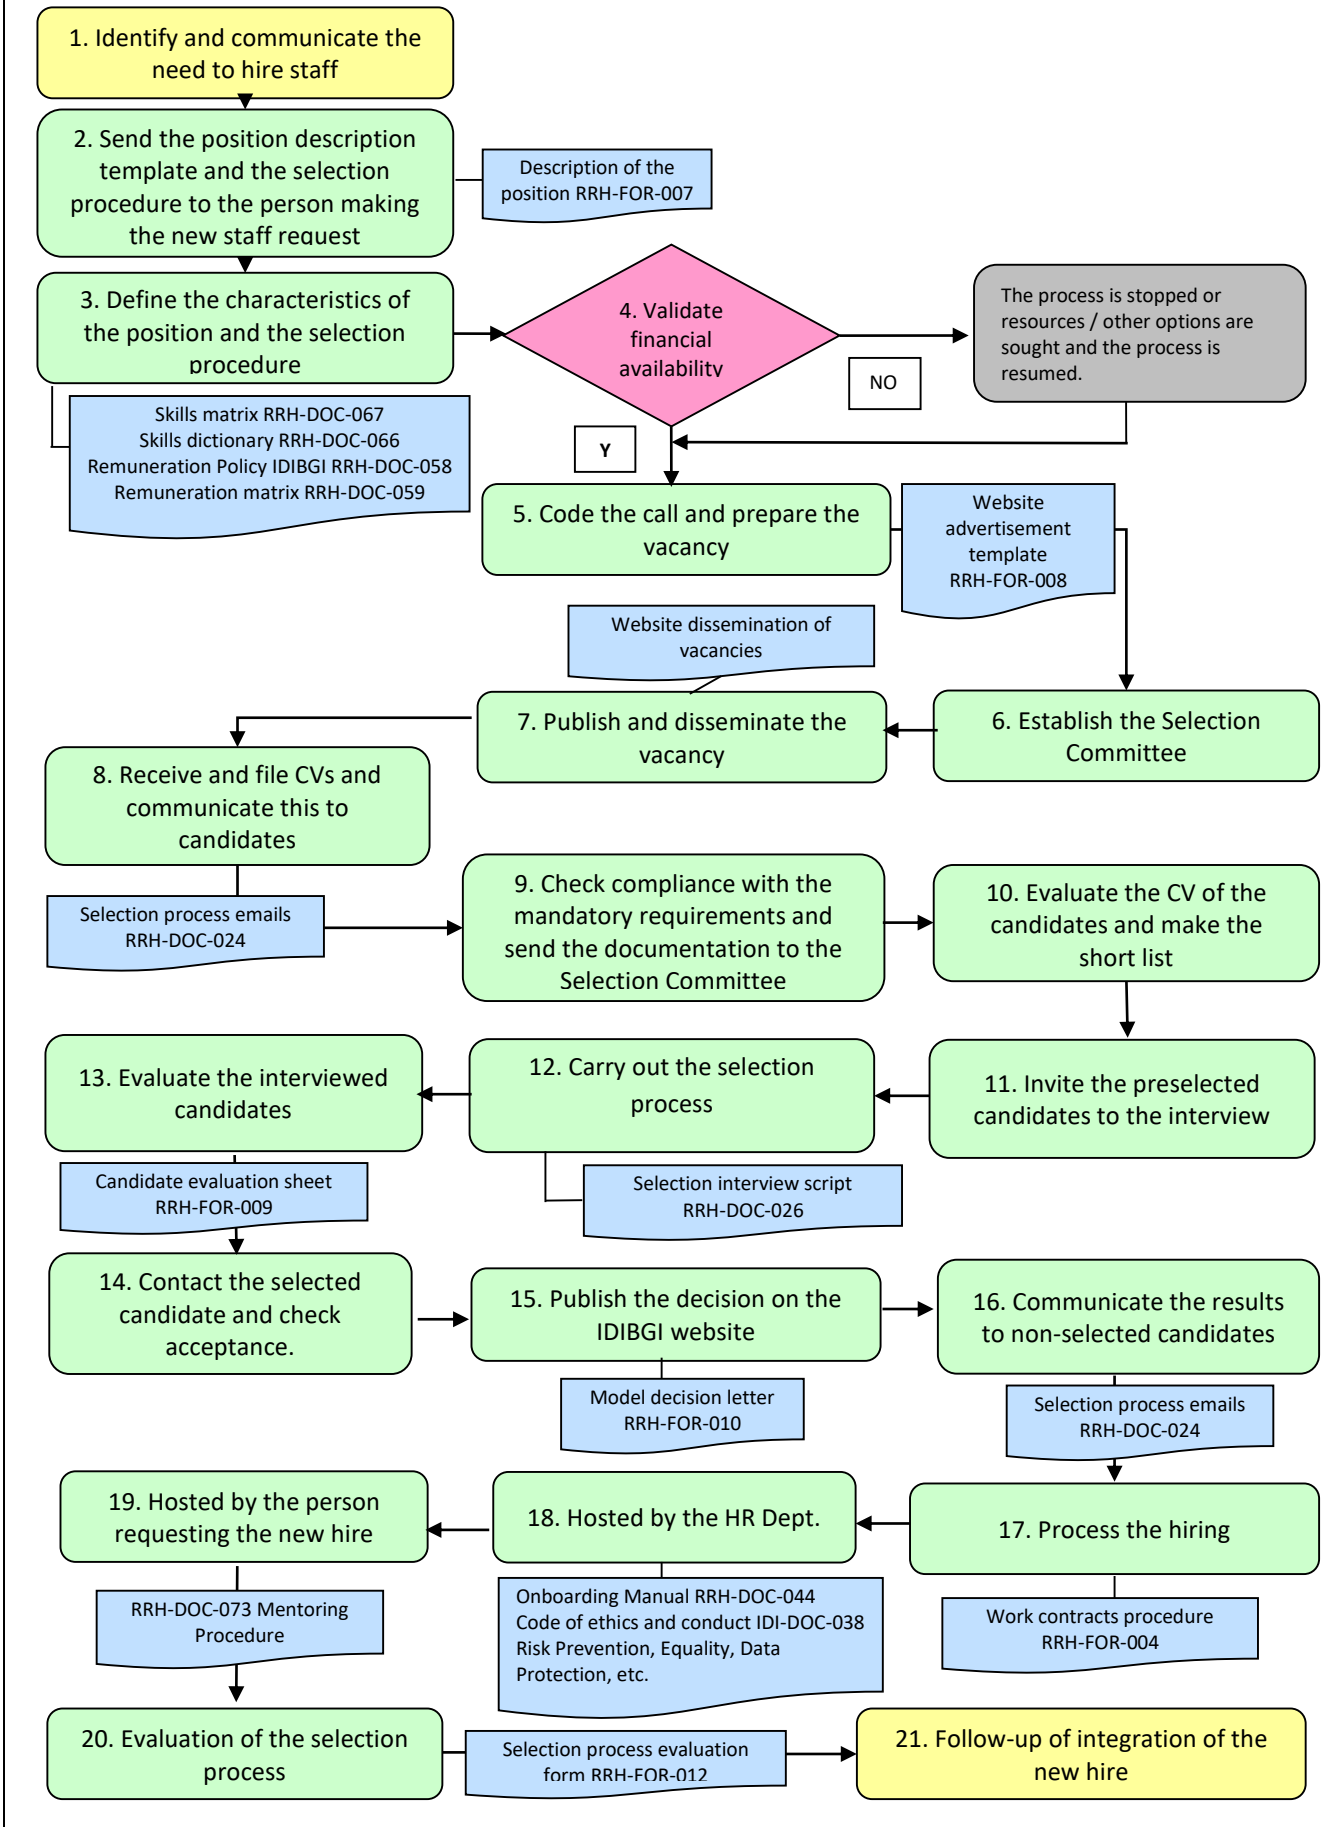 1. Identify and communicate the
need to hire staff
2. Send the position description
template and the selection
procedure to the person making
the new staff request
Description of the
position RRH-FOR-007
3. Define the characteristics of
the position and the selection
procedure
4. Validate
financial
availability
NO
The process is stopped or
resources / other options are
sought and the process is
resumed.
Skills matrix RRH-DOC-067
Skills dictionary RRH-DOC-066
Remuneration Policy IDIBGI RRH-DOC-058
Remuneration matrix RRH-DOC-059
Y
5. Code the call and prepare the
vacancy
Website
advertisement
template
RRH-FOR-008
Website dissemination of
vacancies
6. Establish the Selection
Committee
7. Publish and disseminate the
vacancy
8. Receive and file CVs and
communicate this to
candidates
Selection process emails
RRH-DOC-024
9. Check compliance with the
mandatory requirements and
send the documentation to the
Selection Committee
10. Evaluate the CV of the
candidates and make the
short list
11. Invite the preselected
candidates to the interview
12. Carry out the selection
process
Selection interview script
RRH-DOC-026
13. Evaluate the interviewed
candidates
Candidate evaluation sheet
RRH-FOR-009
14. Contact the selected
candidate and check
acceptance.
15. Publish the decision on the
IDIBGI website
Model decision letter
RRH-FOR-010
16. Communicate the results
to non-selected candidates
Selection process emails
RRH-DOC-024
17. Process the hiring
Work contracts procedure
RRH-FOR-004
18. Hosted by the HR Dept.
Onboarding Manual RRH-DOC-044
Code of ethics and conduct IDI-DOC-038
Risk Prevention, Equality, Data
Protection, etc.
19. Hosted by the person
requesting the new hire
RRH-DOC-073 Mentoring
Procedure
20. Evaluation of the selection
process
Selection process evaluation
form RRH-FOR-012
21. Follow-up of integration of the
new hire